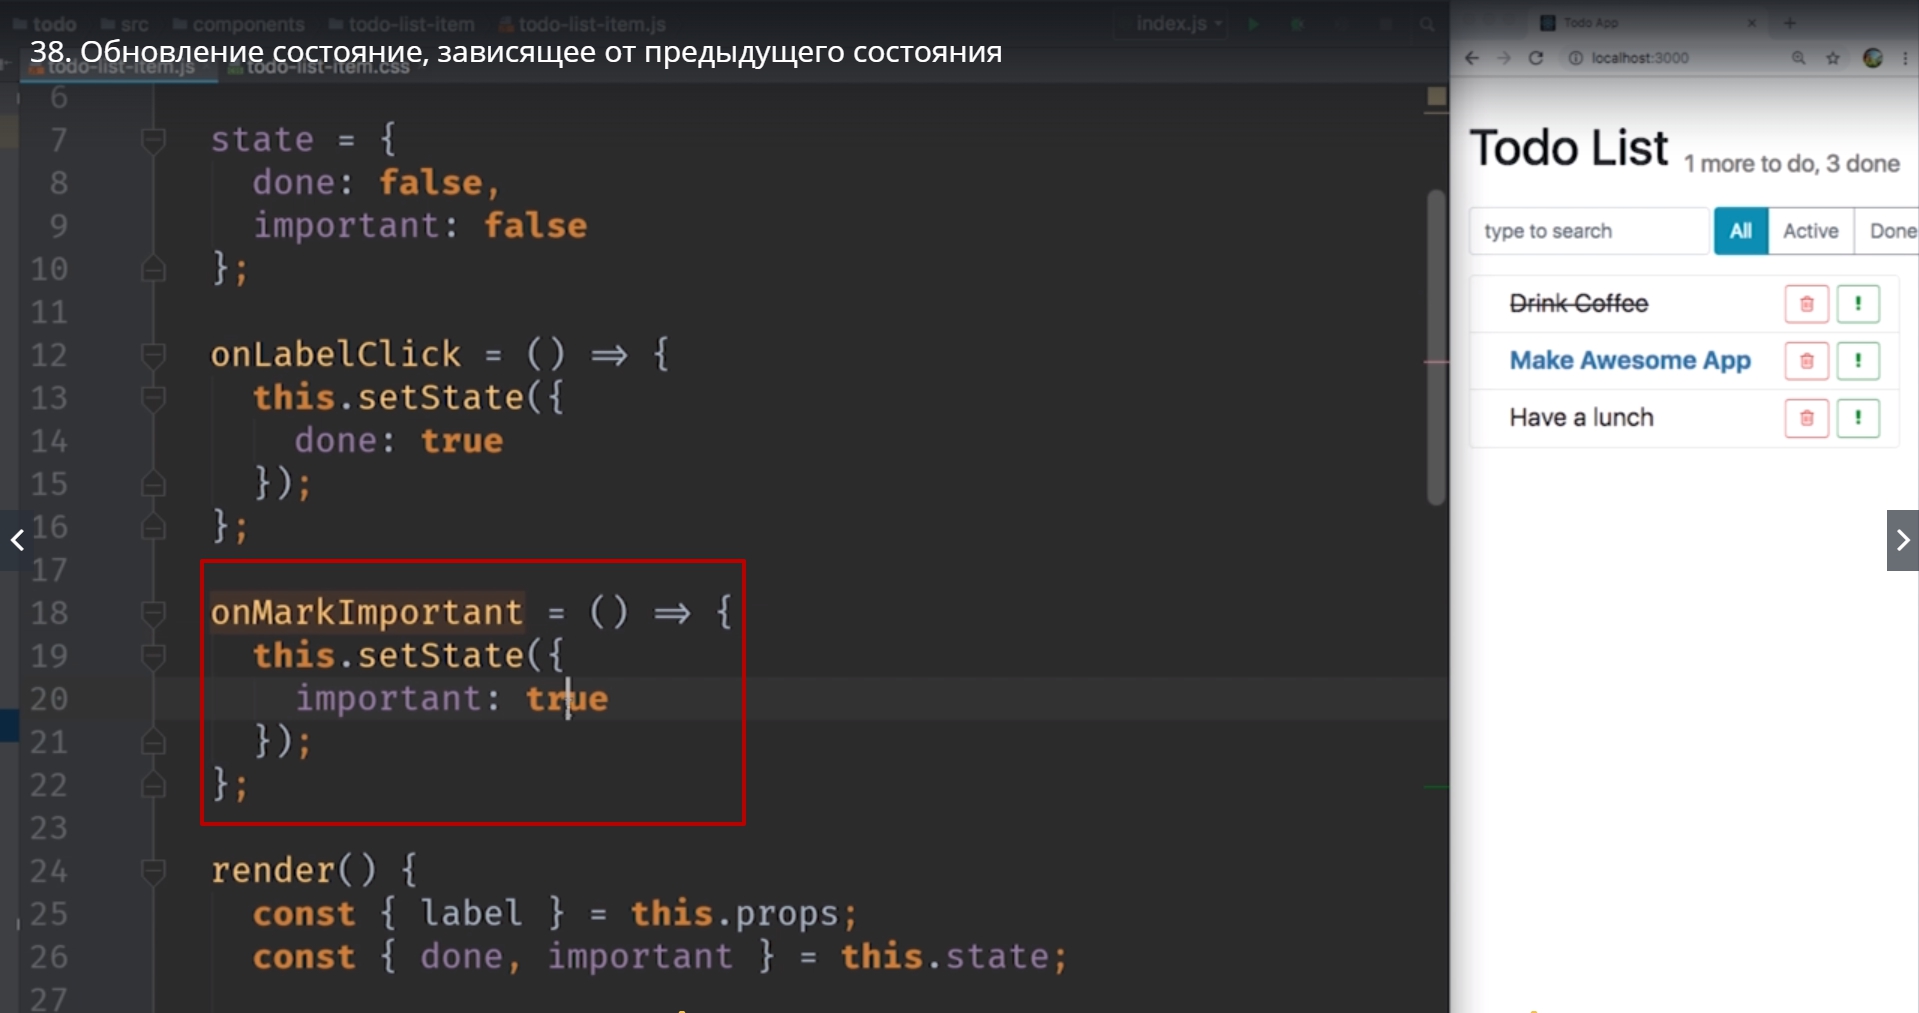 todo src components todo-list-item todo-list-item.js index.js
38. Обновление состояние, зависящее от предыдущего состояния
todo-list-item.js todo-list-item.css
6
7 state = {
8 done: false,
9 important: false
10 };
11
12 onLabelClick = () => {
13 this.setState({
14 done: true
15 });
16 };
17
18 onMarkImportant = () => {
19 this.setState({
20 important: true
21 });
22 };
23
24 render() {
25 const { label } = this.props;
26 const { done, important } = this.state;
27
Todo App
localhost:3000
Todo List 1 more to do, 3 done
type to search All Active Done
Drink Coffee !
Make Awesome App !
Have a lunch !